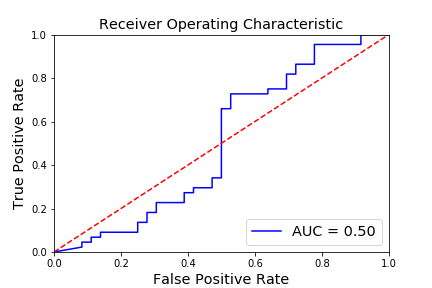 Receiver Operating Characteristic
True Positive Rate
1.0
0.8
0.6
0.4
0.2
0.0
AUC = 0.50
0.0 0.2 0.4 0.6 0.8 1.0
False Positive Rate